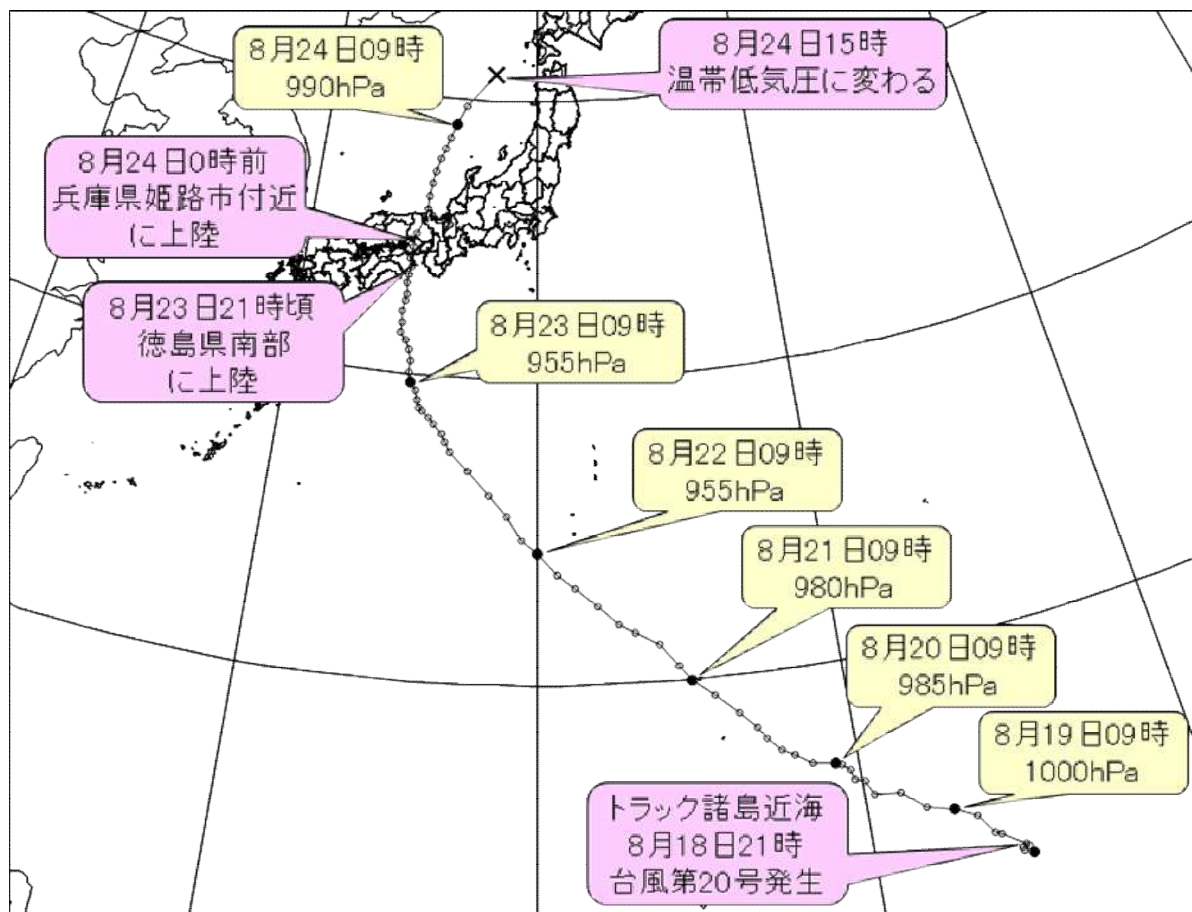 8月24日09時
990hPa
8月24日15時
温帯低気圧に変わる
8月24日0時前
兵庫県姫路市付近
に上陸
8月23日21時頃
徳島県南部
に上陸
8月23日09時
955hPa
8月22日09時
955hPa
8月21日09時
980hPa
8月20日09時
985hPa
8月19日09時
1000hPa
トラック諸島近海
8月18日21時
台風第20号発生